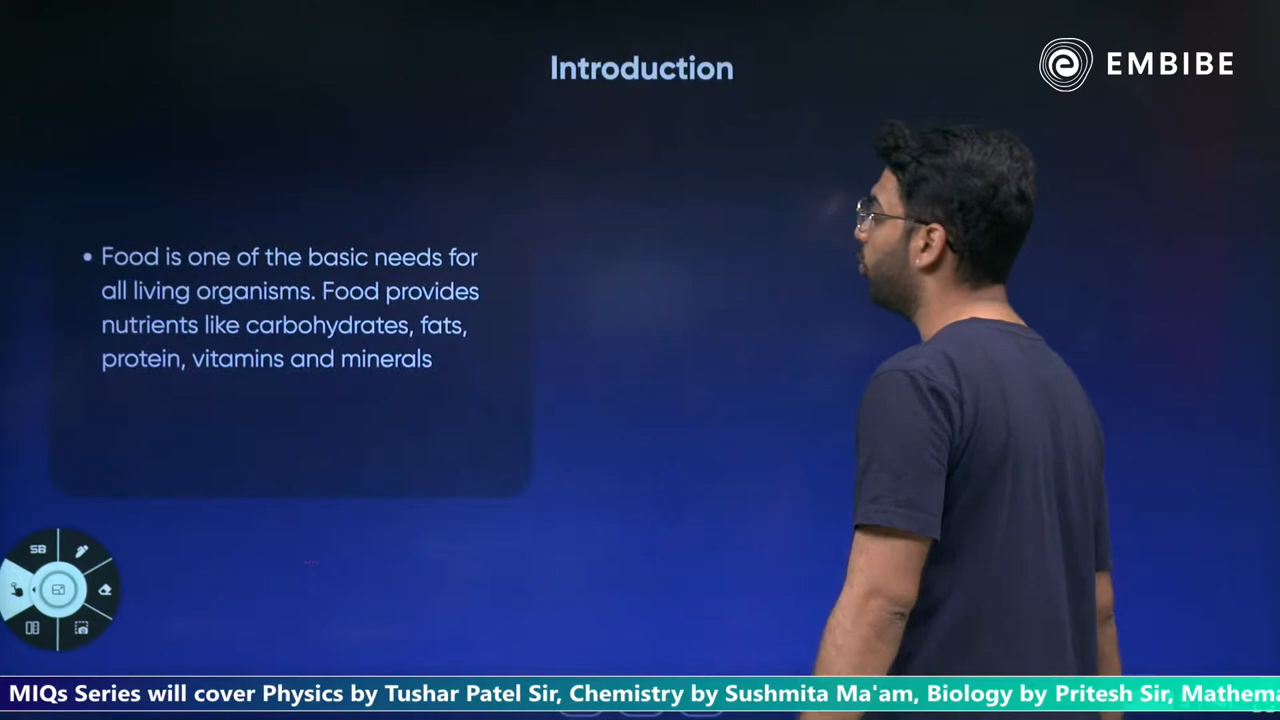 Introduction
EMBIBE
• Food is one of the basic needs for
all living organisms. Food provides
nutrients like carbohydrates, fats,
protein, vitamins and minerals
SB
MIQs Series will cover Physics by Tushar Patel Sir, Chemistry by Sushmita Ma'am, Biology by Pritesh Sir, Mathema